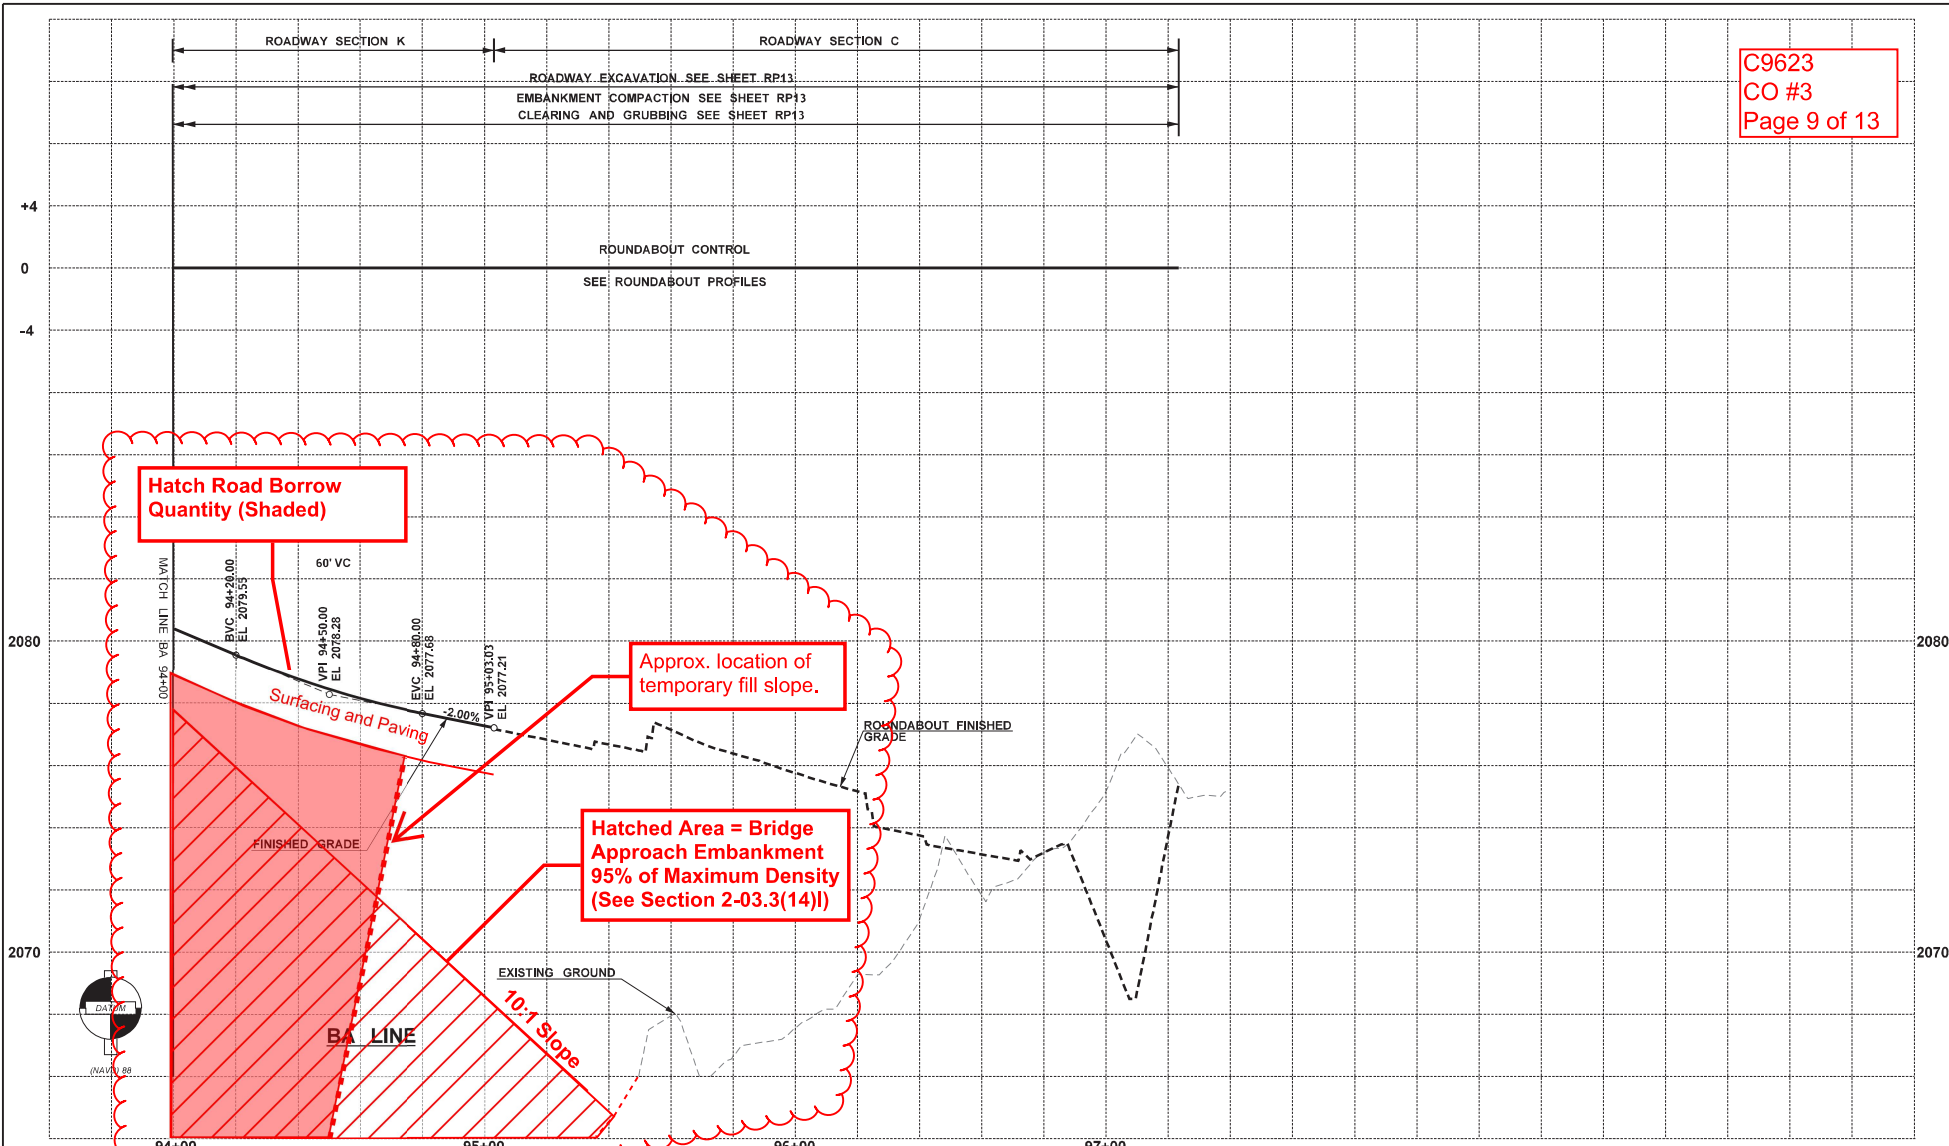 ROADWAY SECTION K
ROADWAY SECTION C
ROADWAY EXCAVATION SEE SHEET RP13
EMBANKMENT COMPACTION SEE SHEET RP13
CLEARING AND GRUBBING SEE SHEET RP13
C9623
CO #3
Page 9 of 13
+4
0
-4
ROUNDABOUT CONTROL
SEE ROUNDABOUT PROFILES
Hatch Road Borrow
Quantity (Shaded)
60' VC
MATCH LINE BA 94+00
BVC 94+20.00
EL 2079.55
VPI 94+50.00
EL 2078.28
EVC 94+80.00
EL 2077.68
VPI 95+03.03
EL 2077.21
-2.00%
2080
2080
Surfacing and Paving
Approx. location of
temporary fill slope.
ROUNDABOUT FINISHED
GRADE
FINISHED GRADE
Hatched Area = Bridge
Approach Embankment
95% of Maximum Density
(See Section 2-03.3(14)I)
2070
2070
EXISTING GROUND
10:1 Slope
DATUM
(NAVD) 88
BA LINE
94+00
95+00
96+00
97+00